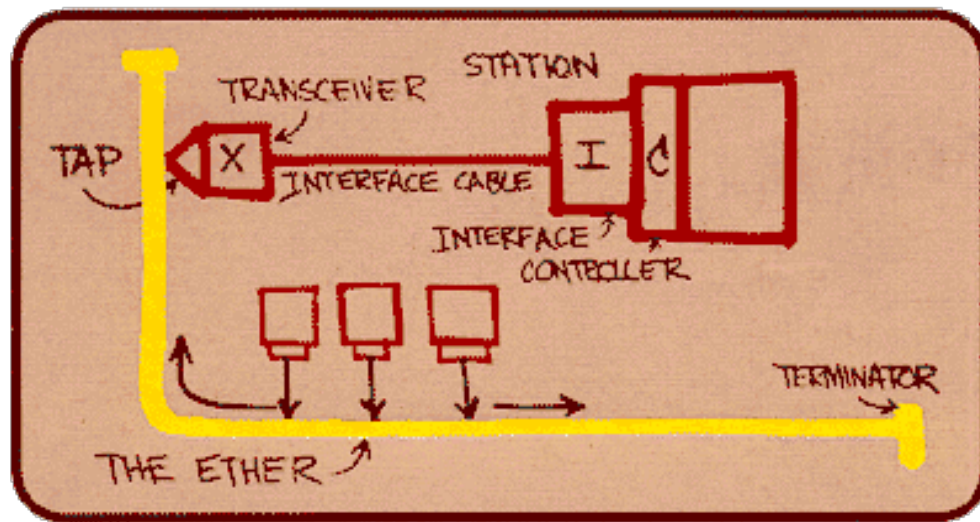 STATION
TRANSCEIVER
TAP
X
I
C
INTERFACE CABLE
INTERFACE
CONTROLLER
TERMINATOR
THE ETHER